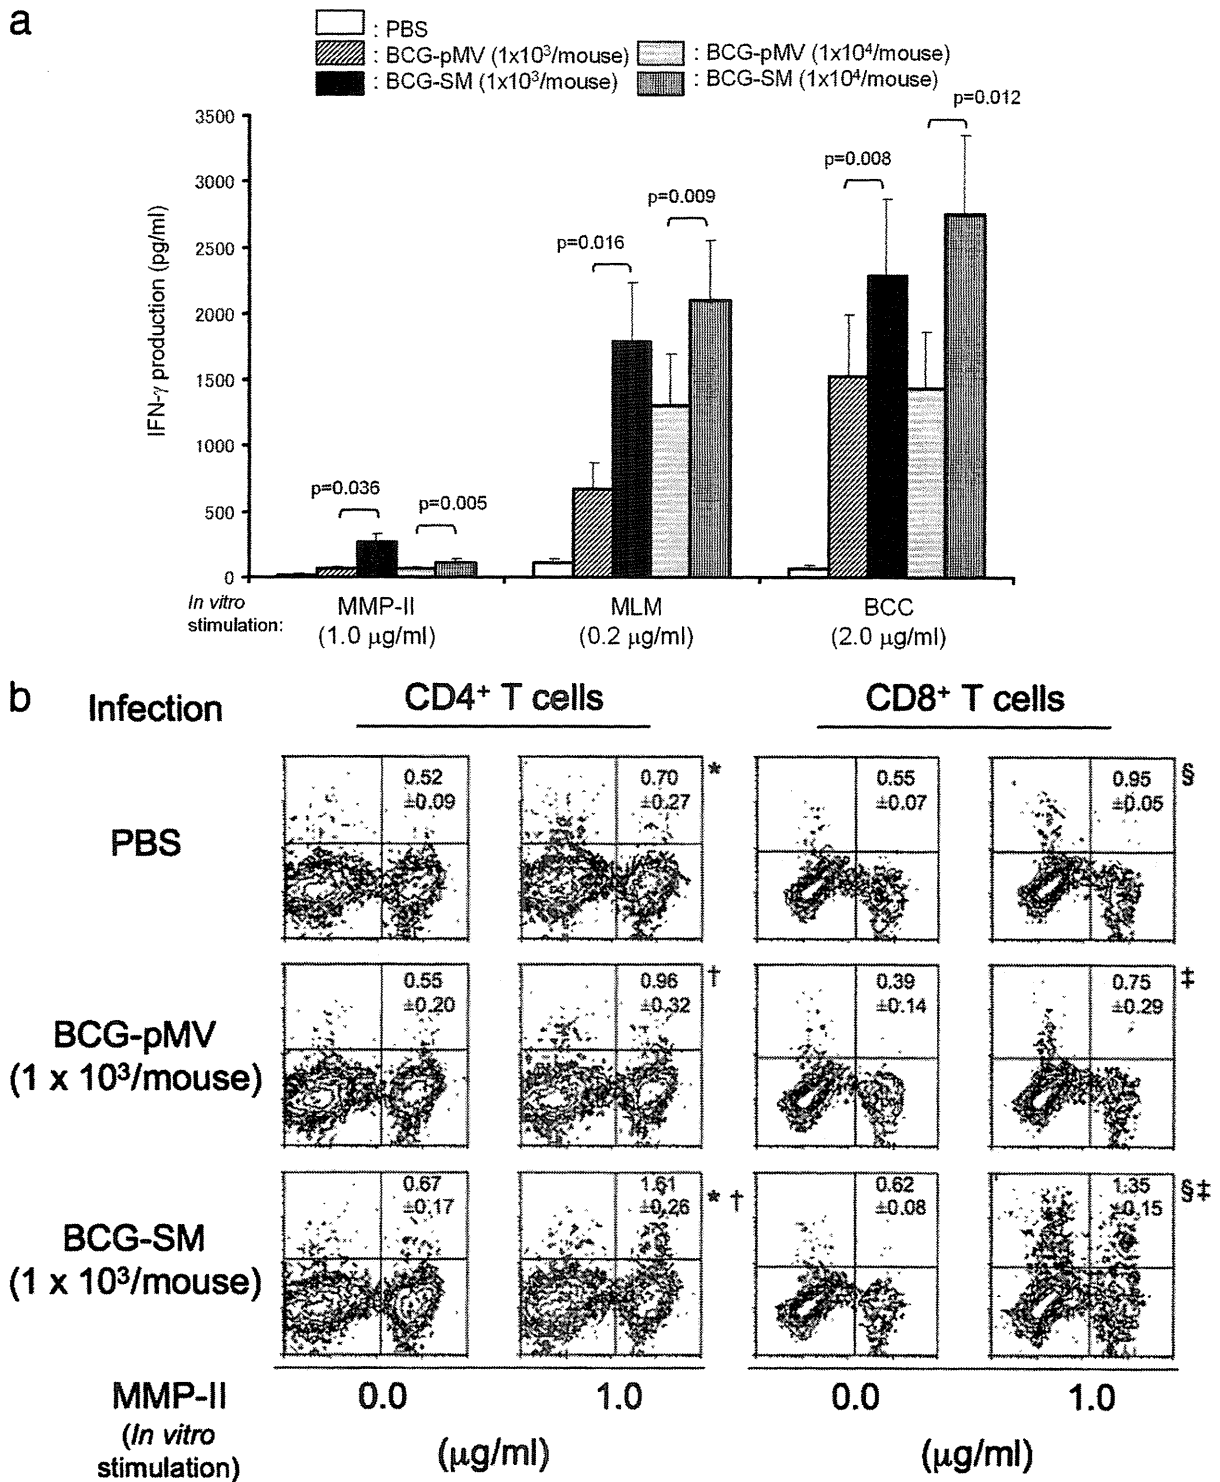 a
: PBS
: BCG-pMV (1x10³/mouse) : BCG-pMV (1x10⁴/mouse)
: BCG-SM (1x10³/mouse) : BCG-SM (1x10⁴/mouse)
p=0.012
3500
p=0.008
3000
p=0.009
p=0.016
2500
2000
1500
1000
p=0.036
p=0.005
500
0
IFN-γ production (pg/ml)
In vitro stimulation:
MMP-II MLM BCC
(1.0 μg/ml) (0.2 μg/ml) (2.0 μg/ml)
b
Infection CD4⁺ T cells CD8⁺ T cells
PBS
0.52 0.70 * 0.55 0.95 §
±0.09 ±0.27 ±0.07 ±0.05
BCG-pMV
(1 x 10³/mouse)
0.55 0.96 † 0.39 0.75 ‡
±0.20 ±0.32 ±0.14 ±0.29
BCG-SM
(1 x 10³/mouse)
0.67 1.61 * † 0.62 1.35 §‡
±0.17 ±0.26 ±0.08 ±0.15
MMP-II 0.0 1.0 0.0 1.0
(In vitro
stimulation)
(μg/ml) (μg/ml)